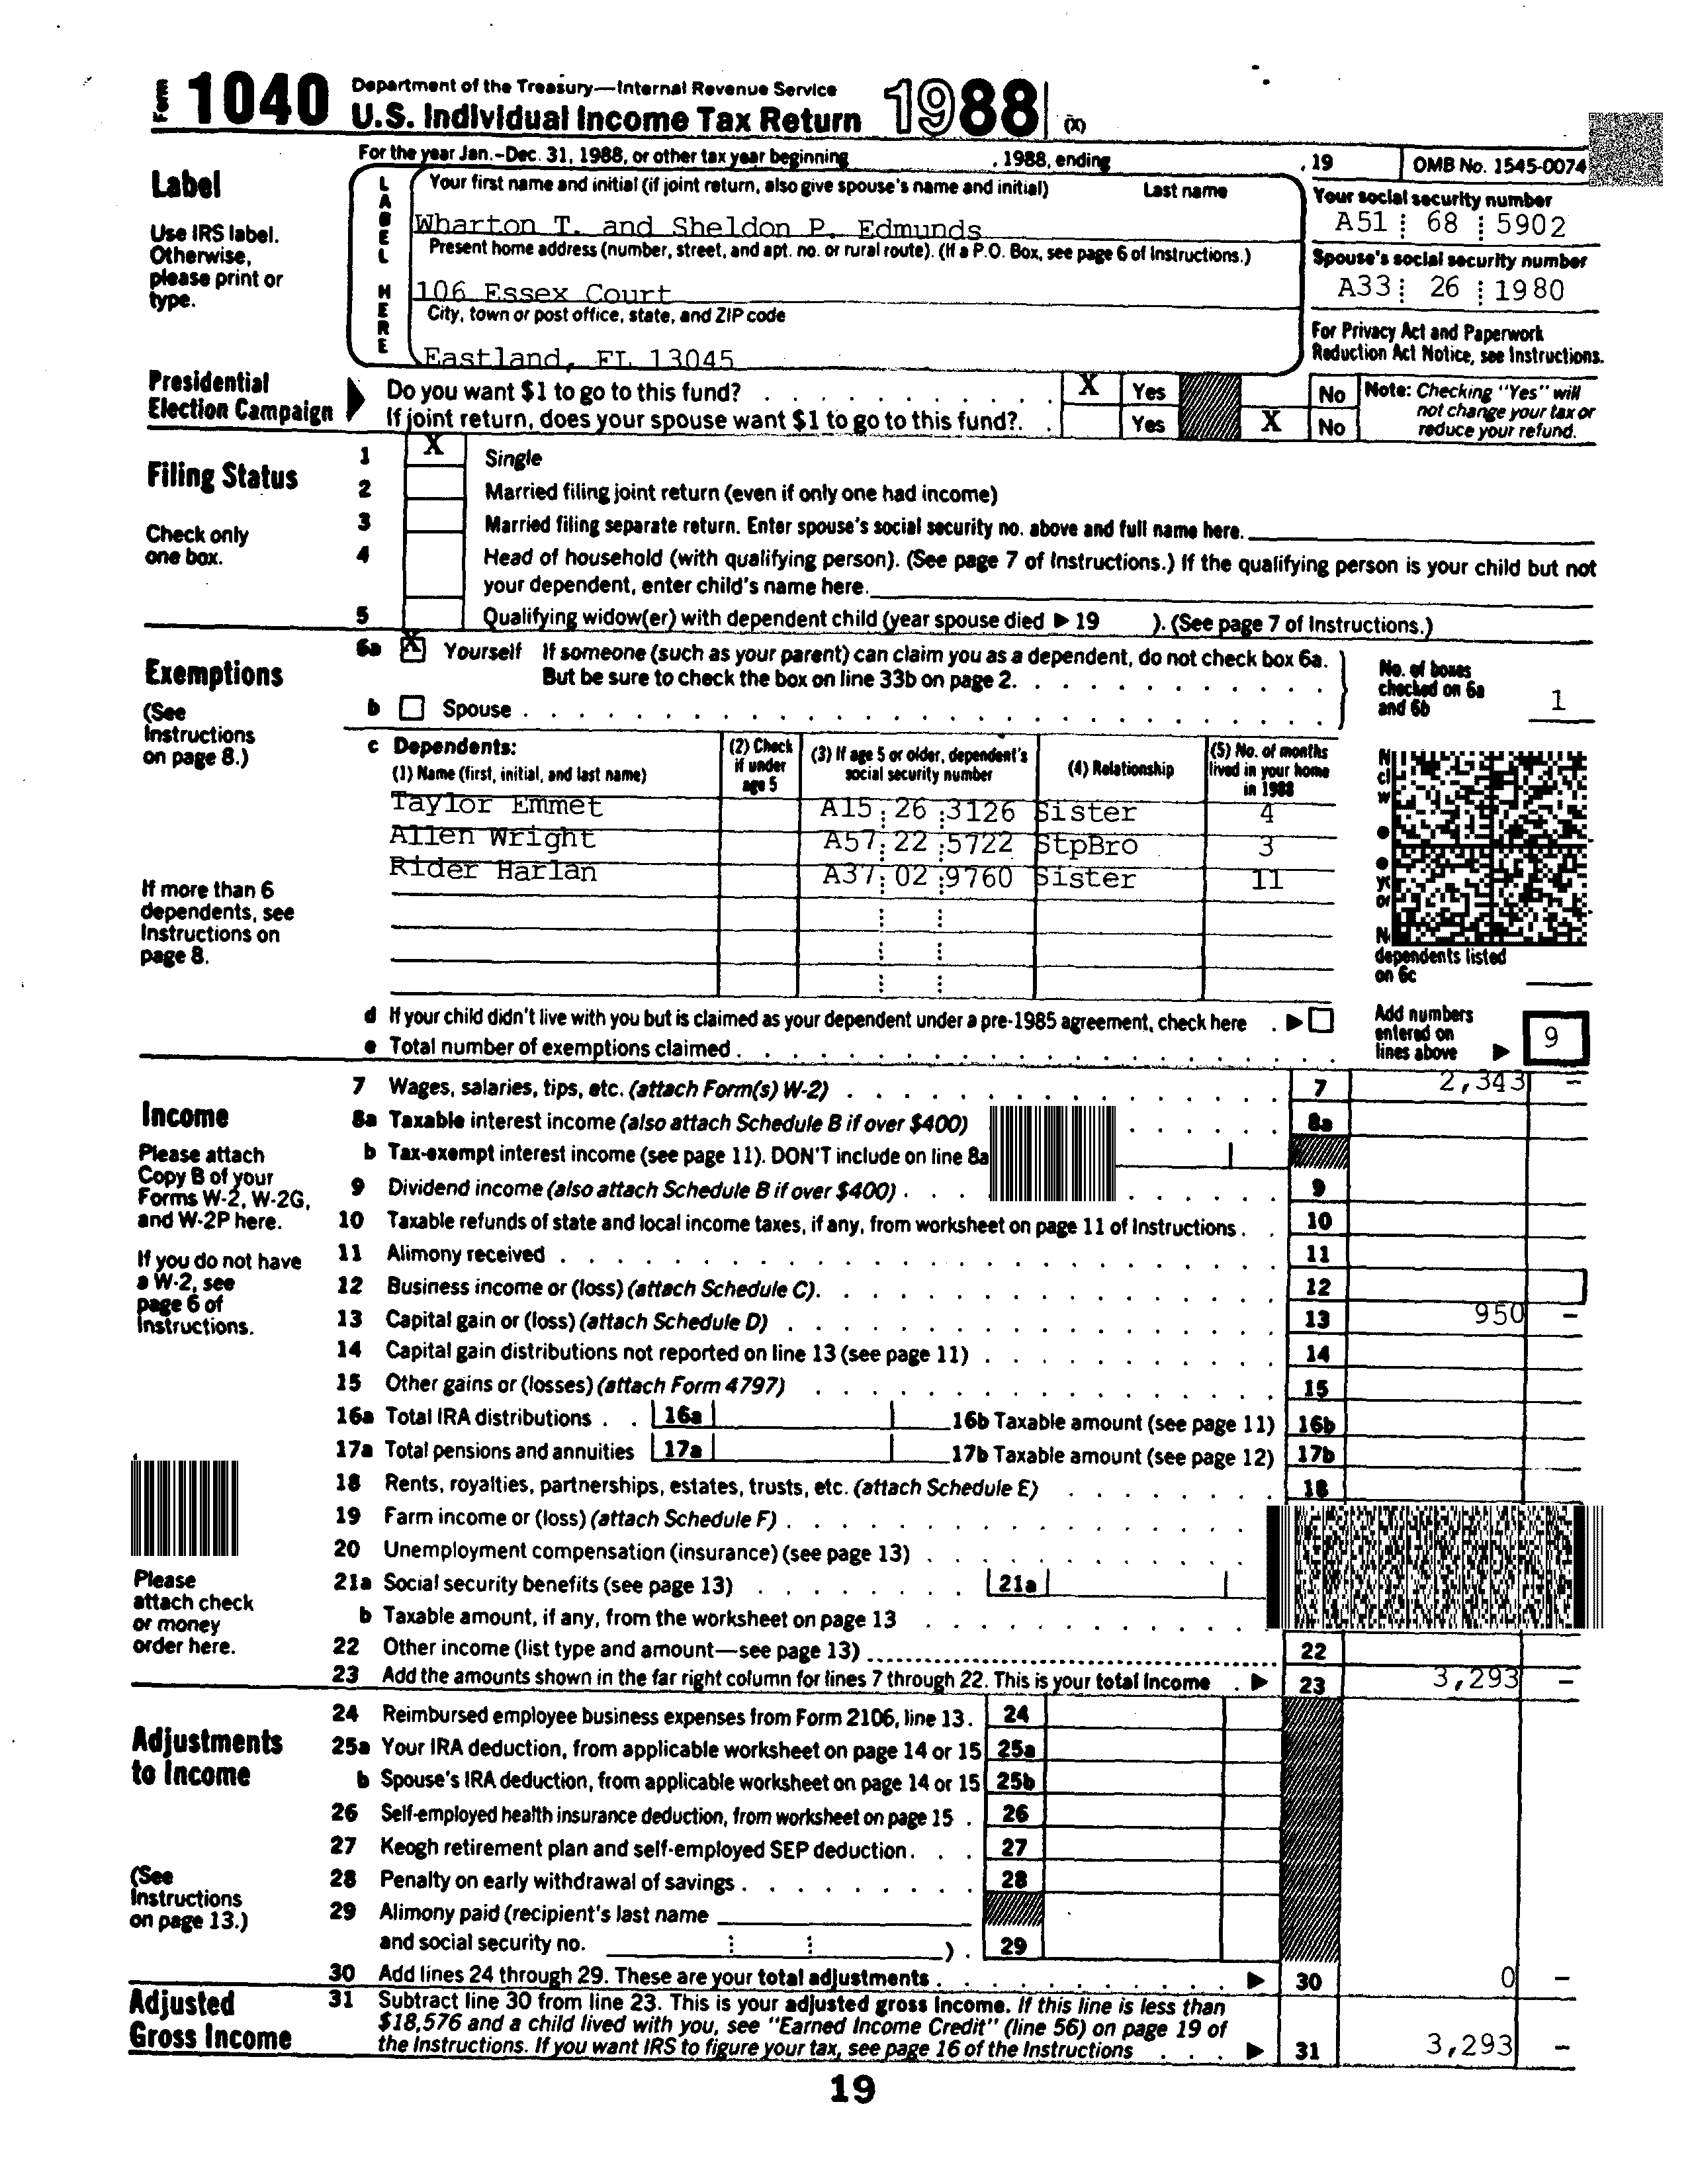 Form 1040 Department of the Treasury—Internal Revenue Service
U.S. Individual Income Tax Return 1988 (X)
For the year Jan.-Dec. 31, 1988, or other tax year beginning , 1988, ending , 19 OMB No. 1545-0074
Label
Use IRS label. Otherwise, please print or type.
LABEL HERE
Your first name and initial (if joint return, also give spouse's name and initial) Last name
Wharton T. and Sheldon P. Edmunds
Your social security number
A51 68 5902
Present home address (number, street, and apt. no. or rural route). (If a P.O. Box, see page 6 of Instructions.)
106 Essex Court
Spouse's social security number
A33 26 1980
City, town or post office, state, and ZIP code
Eastland, FL 13045
For Privacy Act and Paperwork Reduction Act Notice, see Instructions.
Presidential Election Campaign
Do you want $1 to go to this fund? . . . X Yes No
If joint return, does your spouse want $1 to go to this fund?. . Yes X No
Note: Checking "Yes" will not change your tax or reduce your refund.
Filing Status
Check only one box.
1 X Single
2 Married filing joint return (even if only one had income)
3 Married filing separate return. Enter spouse's social security no. above and full name here.
4 Head of household (with qualifying person). (See page 7 of Instructions.) If the qualifying person is your child but not
your dependent, enter child's name here.
5 Qualifying widow(er) with dependent child (year spouse died ▶ 19 ). (See page 7 of Instructions.)
Exemptions
(See Instructions on page 8.)
6a X Yourself If someone (such as your parent) can claim you as a dependent, do not check box 6a.
But be sure to check the box on line 33b on page 2.
b Spouse
No. of boxes checked on 6a and 6b 1
c Dependents:
(1) Name (first, initial, and last name) (2) Check if under age 5 (3) If age 5 or older, dependent's social security number (4) Relationship (5) No. of months lived in your home in 1988
Taylor Emmet A15 26 3126 Sister 4
Allen Wright A57 22 5722 StpBro 3
Rider Harlan A37 02 9760 Sister 11
If more than 6 dependents, see Instructions on page 8.
dependents listed on 6c
d If your child didn't live with you but is claimed as your dependent under a pre-1985 agreement, check here . ▶
e Total number of exemptions claimed
Add numbers entered on lines above ▶ 9
Income
Please attach Copy B of your Forms W-2, W-2G, and W-2P here.
If you do not have a W-2, see page 6 of Instructions.
Please attach check or money order here.
7 Wages, salaries, tips, etc. (attach Form(s) W-2) 7 2,343 -
8a Taxable interest income (also attach Schedule B if over $400) 8a
b Tax-exempt interest income (see page 11). DON'T include on line 8a
9 Dividend income (also attach Schedule B if over $400) 9
10 Taxable refunds of state and local income taxes, if any, from worksheet on page 11 of Instructions 10
11 Alimony received 11
12 Business income or (loss) (attach Schedule C). 12
13 Capital gain or (loss) (attach Schedule D) 13 950 -
14 Capital gain distributions not reported on line 13 (see page 11) 14
15 Other gains or (losses) (attach Form 4797) 15
16a Total IRA distributions 16a 16b Taxable amount (see page 11) 16b
17a Total pensions and annuities 17a 17b Taxable amount (see page 12) 17b
18 Rents, royalties, partnerships, estates, trusts, etc. (attach Schedule E) 18
19 Farm income or (loss) (attach Schedule F)
20 Unemployment compensation (insurance) (see page 13)
21a Social security benefits (see page 13) 21a
b Taxable amount, if any, from the worksheet on page 13
22 Other income (list type and amount—see page 13) 22
23 Add the amounts shown in the far right column for lines 7 through 22. This is your total income ▶ 23 3,293 -
Adjustments to Income
(See Instructions on page 13.)
24 Reimbursed employee business expenses from Form 2106, line 13. 24
25a Your IRA deduction, from applicable worksheet on page 14 or 15 25a
b Spouse's IRA deduction, from applicable worksheet on page 14 or 15 25b
26 Self-employed health insurance deduction, from worksheet on page 15 26
27 Keogh retirement plan and self-employed SEP deduction 27
28 Penalty on early withdrawal of savings 28
29 Alimony paid (recipient's last name
and social security no. ) . 29
30 Add lines 24 through 29. These are your total adjustments ▶ 30 0 -
Adjusted Gross Income
31 Subtract line 30 from line 23. This is your adjusted gross income. If this line is less than
$18,576 and a child lived with you, see "Earned Income Credit" (line 56) on page 19 of
the Instructions. If you want IRS to figure your tax, see page 16 of the Instructions ▶ 31 3,293 -
19